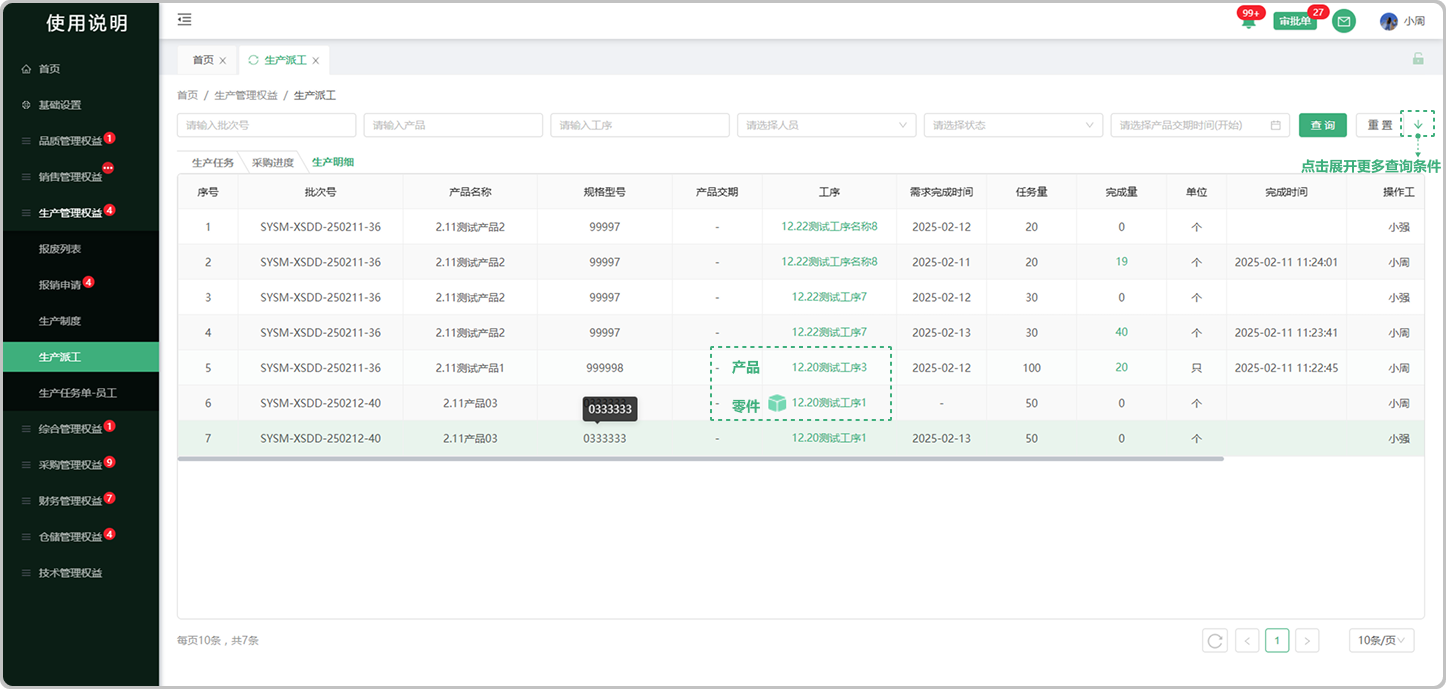 使用说明
首页
基础设置
品质管理权益 1
销售管理权益 •••
生产管理权益 4
报废列表
报销申请 4
生产制度
生产派工
生产任务单-员工
综合管理权益 1
采购管理权益 9
财务管理权益 7
仓储管理权益 4
技术管理权益
99+ 审批单 27 小周
首页 × 生产派工 ×
首页 / 生产管理权益 / 生产派工
请输入批次号 请输入产品 请输入工序 请选择人员 请选择状态 请选择产品交期时间(开始) 查 询 重 置
点击展开更多查询条件
生产任务 采购进度 生产明细
序号 批次号 产品名称 规格型号 产品交期 工序 需求完成时间 任务量 完成量 单位 完成时间 操作工
1 SYSM-XSDD-250211-36 2.11测试产品2 99997 - 12.22测试工序名称8 2025-02-12 20 0 个 小强
2 SYSM-XSDD-250211-36 2.11测试产品2 99997 - 12.22测试工序名称8 2025-02-11 20 19 个 2025-02-11 11:24:01 小周
3 SYSM-XSDD-250211-36 2.11测试产品2 99997 - 12.22测试工序7 2025-02-12 30 0 个 小强
4 SYSM-XSDD-250211-36 2.11测试产品2 99997 - 12.22测试工序7 2025-02-13 30 40 个 2025-02-11 11:23:41 小周
5 SYSM-XSDD-250211-36 2.11测试产品1 999998 - 产品 12.20测试工序3 2025-02-12 100 20 只 2025-02-11 11:22:45 小周
6 SYSM-XSDD-250212-40 2.11产品03 - 零件 12.20测试工序1 - 50 0 个 小周
0333333
7 SYSM-XSDD-250212-40 2.11产品03 0333333 - 12.20测试工序1 2025-02-13 50 0 个 小强
每页10条，共7条
< 1 > 10条/页